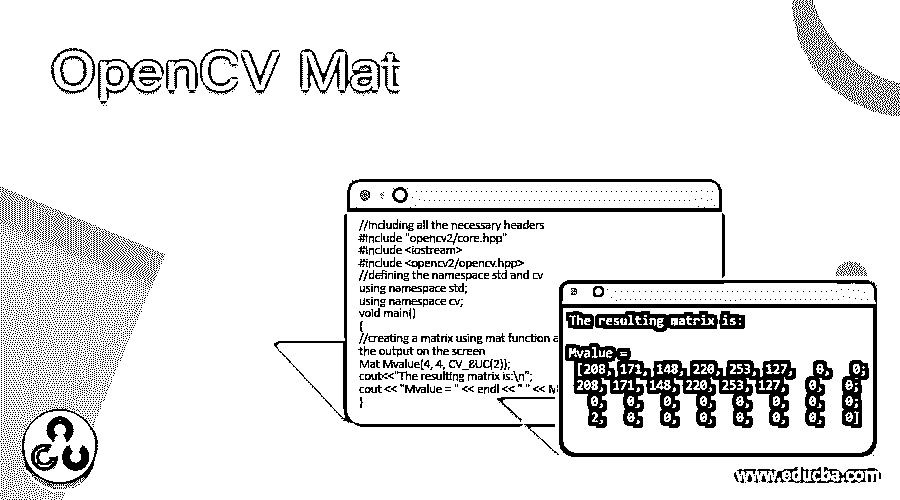 OpenCV Mat
//Including all the necessary headers
#include "opencv2/core.hpp"
#include <iostream>
#include <opencv2/opencv.hpp>
//defining the namespace std and cv
using namespace std;
using namespace cv;
void main()
{
//creating a matrix using mat function a
the output on the screen
Mat Mvalue(4, 4, CV_8UC(2));
cout<<"The resulting matrix is:\n";
cout << "Mvalue = " << endl << " " << M
}
The resulting matrix is:
Mvalue =
[208, 171, 148, 220, 253, 127, 0, 0;
208, 171, 148, 220, 253, 127, 0, 0;
0, 0, 0, 0, 0, 0, 0, 0;
2, 0, 0, 0, 0, 0, 0, 0]
www.educba.com